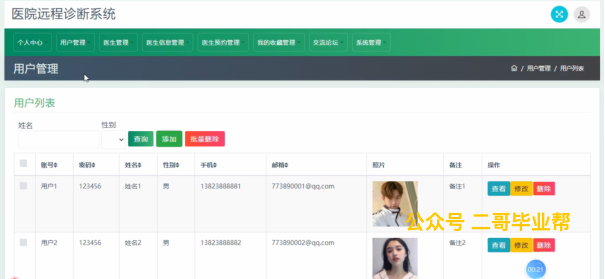 医院远程诊断系统
个人中心 用户管理 医生管理 医生信息管理 医生预约管理 我的收藏管理 交流论坛 系统管理
用户管理
/ 用户管理 / 用户列表
用户列表
姓名 性别
查询 添加 批量删除
账号 密码 姓名 性别 手机 邮箱 照片 备注 操作
用户1 123456 姓名1 男 13823888881 773890001@qq.com 备注1 查看 修改 删除
公众号 二哥毕业帮
用户2 123456 姓名2 男 13823888882 773890002@qq.com 备注2 查看 修改 删除
00:21